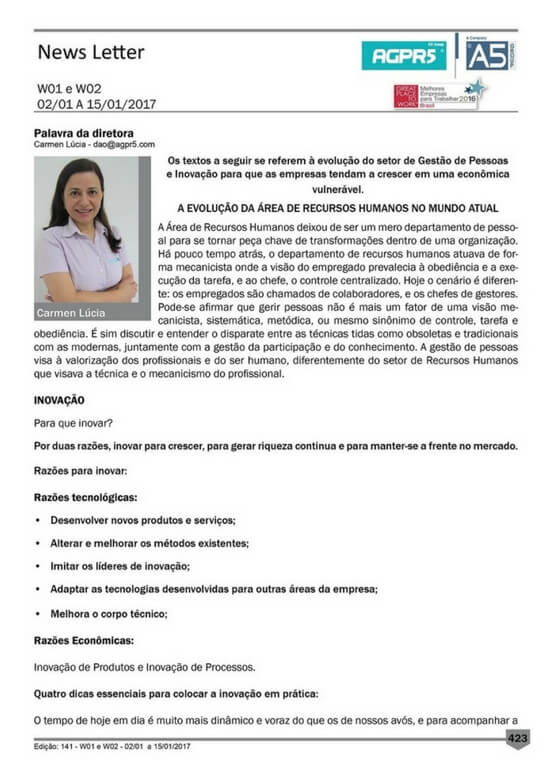 News Letter
AGPR5
A5
W01 e W02
02/01 A 15/01/2017
GREAT
PLACE
TO
WORK
Melhores
Empresas
para Trabalhar 2016
Brasil
Palavra da diretora
Carmen Lúcia - dao@agpr5.com
Carmen Lúcia
Os textos a seguir se referem à evolução do setor de Gestão de Pessoas
e Inovação para que as empresas tendam a crescer em uma econômica
vulnerável.
A EVOLUÇÃO DA ÁREA DE RECURSOS HUMANOS NO MUNDO ATUAL
A Área de Recursos Humanos deixou de ser um mero departamento de pesso-
al para se tornar peça chave de transformações dentro de uma organização.
Há pouco tempo atrás, o departamento de recursos humanos atuava de for-
ma mecanicista onde a visão do empregado prevalecia à obediência e a exe-
cução da tarefa, e ao chefe, o controle centralizado. Hoje o cenário é diferen-
te: os empregados são chamados de colaboradores, e os chefes de gestores.
Pode-se afirmar que gerir pessoas não é mais um fator de uma visão me-
canicista, sistemática, metódica, ou mesmo sinônimo de controle, tarefa e
obediência. É sim discutir e entender o disparate entre as técnicas tidas como obsoletas e tradicionais
com as modernas, juntamente com a gestão da participação e do conhecimento. A gestão de pessoas
visa à valorização dos profissionais e do ser humano, diferentemente do setor de Recursos Humanos
que visava a técnica e o mecanicismo do profissional.
INOVAÇÃO
Para que inovar?
Por duas razões, inovar para crescer, para gerar riqueza continua e para manter-se a frente no mercado.
Razões para inovar:
Razões tecnológicas:
• Desenvolver novos produtos e serviços;
• Alterar e melhorar os métodos existentes;
• Imitar os líderes de inovação;
• Adaptar as tecnologias desenvolvidas para outras áreas da empresa;
• Melhora o corpo técnico;
Razões Econômicas:
Inovação de Produtos e Inovação de Processos.
Quatro dicas essenciais para colocar a inovação em prática:
O tempo de hoje em dia é muito mais dinâmico e voraz do que os de nossos avós, e para acompanhar a
423
Edição: 141 - W01 e W02 - 02/01 a 15/01/2017